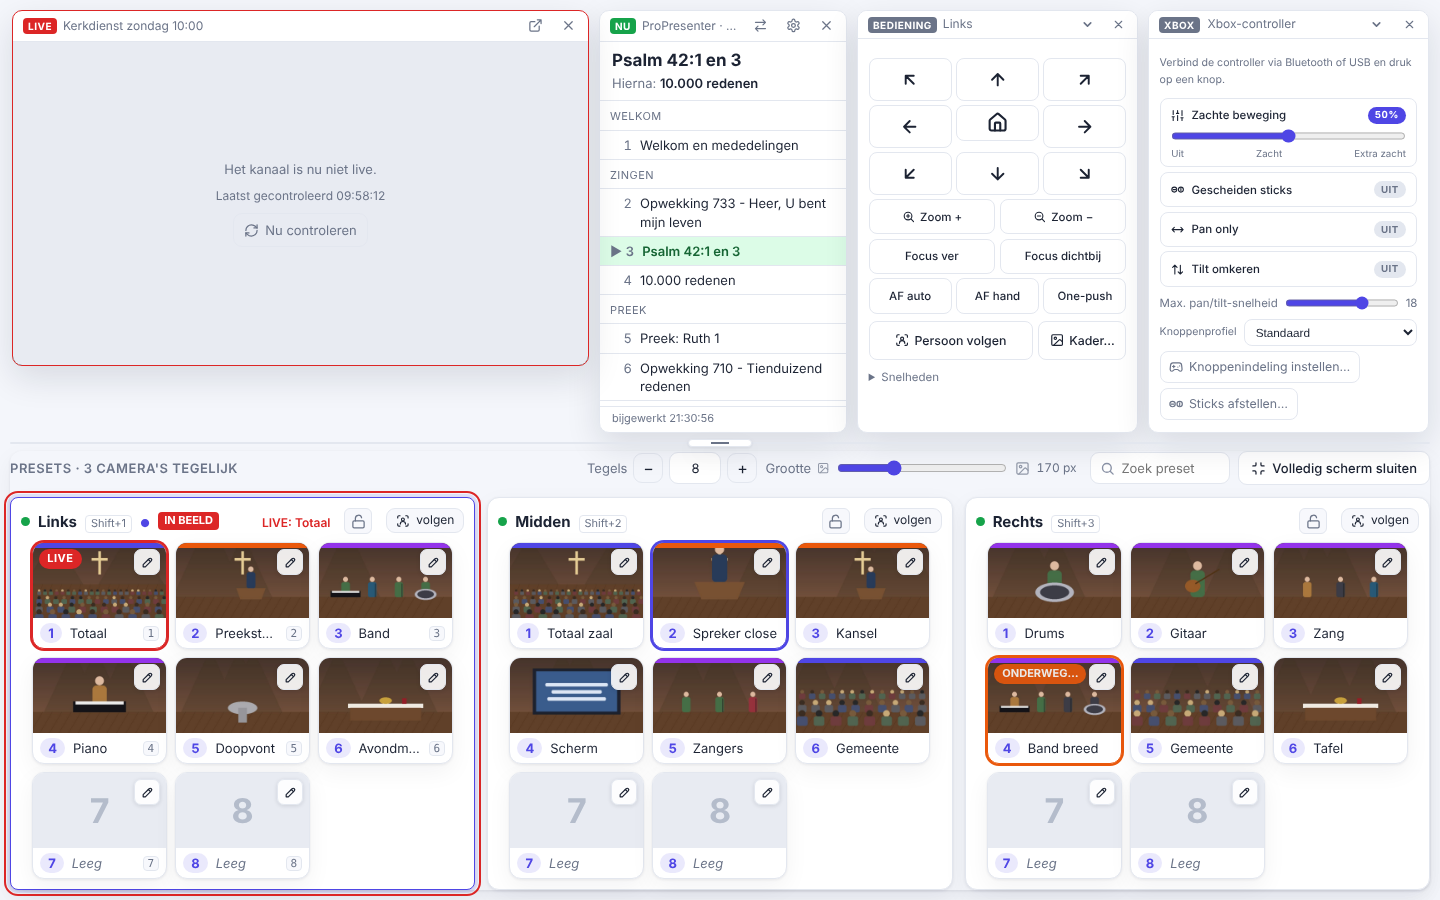 LIVE Kerkdienst zondag 10:00
Het kanaal is nu niet live.
Laatst gecontroleerd 09:58:12
Nu controleren
NU ProPresenter · ...
Psalm 42:1 en 3
Hierna: 10.000 redenen
WELKOM
1 Welkom en mededelingen
ZINGEN
2 Opwekking 733 - Heer, U bent
mijn leven
3 Psalm 42:1 en 3
4 10.000 redenen
PREEK
5 Preek: Ruth 1
6 Opwekking 710 - Tienduizend
redenen
bijgewerkt 21:30:56
BEDIENING Links
Zoom +
Zoom −
Focus ver
Focus dichtbij
AF auto
AF hand
One-push
Persoon volgen
Kader...
Snelheden
XBOX Xbox-controller
Verbind de controller via Bluetooth of USB en druk
op een knop.
Zachte beweging 50%
Uit Zacht Extra zacht
Gescheiden sticks UIT
Pan only UIT
Tilt omkeren UIT
Max. pan/tilt-snelheid 18
Knoppenprofiel Standaard
Knoppenindeling instellen...
Sticks afstellen...
PRESETS · 3 CAMERA'S TEGELIJK
Tegels − 8 + Grootte 170 px
Zoek preset
Volledig scherm sluiten
Links Shift+1 IN BEELD LIVE: Totaal volgen
LIVE
1 Totaal 1
2 Preekst... 2
3 Band 3
4 Piano 4
5 Doopvont 5
6 Avondm... 6
7
7 Leeg 7
8
8 Leeg 8
Midden Shift+2 volgen
1 Totaal zaal
2 Spreker close
3 Kansel
4 Scherm
5 Zangers
6 Gemeente
7
7 Leeg
8
8 Leeg
Rechts Shift+3 volgen
1 Drums
2 Gitaar
3 Zang
ONDERWEG...
4 Band breed
5 Gemeente
6 Tafel
7
7 Leeg
8
8 Leeg